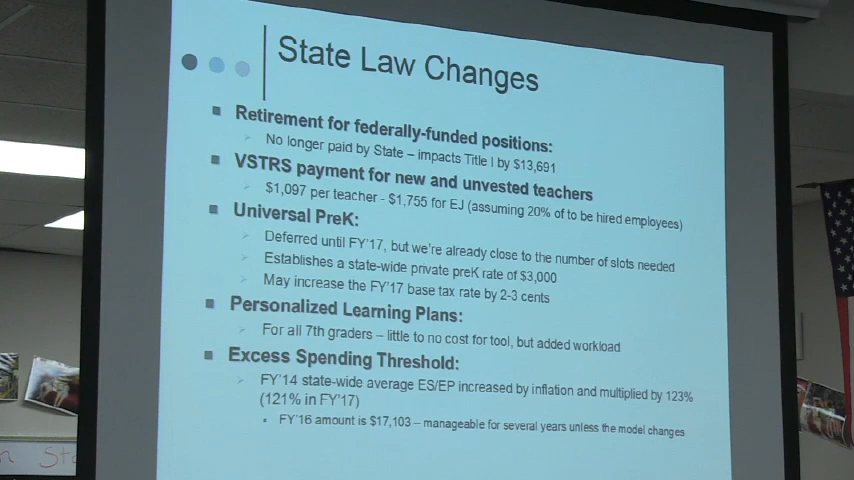 State Law Changes
Retirement for federally-funded positions:
No longer paid by State – impacts Title I by $13,691
VSTRS payment for new and unvested teachers
$1,097 per teacher - $1,755 for EJ (assuming 20% of to be hired employees)
Universal PreK:
Deferred until FY'17, but we're already close to the number of slots needed
Establishes a state-wide private preK rate of $3,000
May increase the FY'17 base tax rate by 2-3 cents
Personalized Learning Plans:
For all 7th graders – little to no cost for tool, but added workload
Excess Spending Threshold:
FY'14 state-wide average ES/EP increased by inflation and multiplied by 123%
(121% in FY'17)
FY'16 amount is $17,103 – manageable for several years unless the model changes